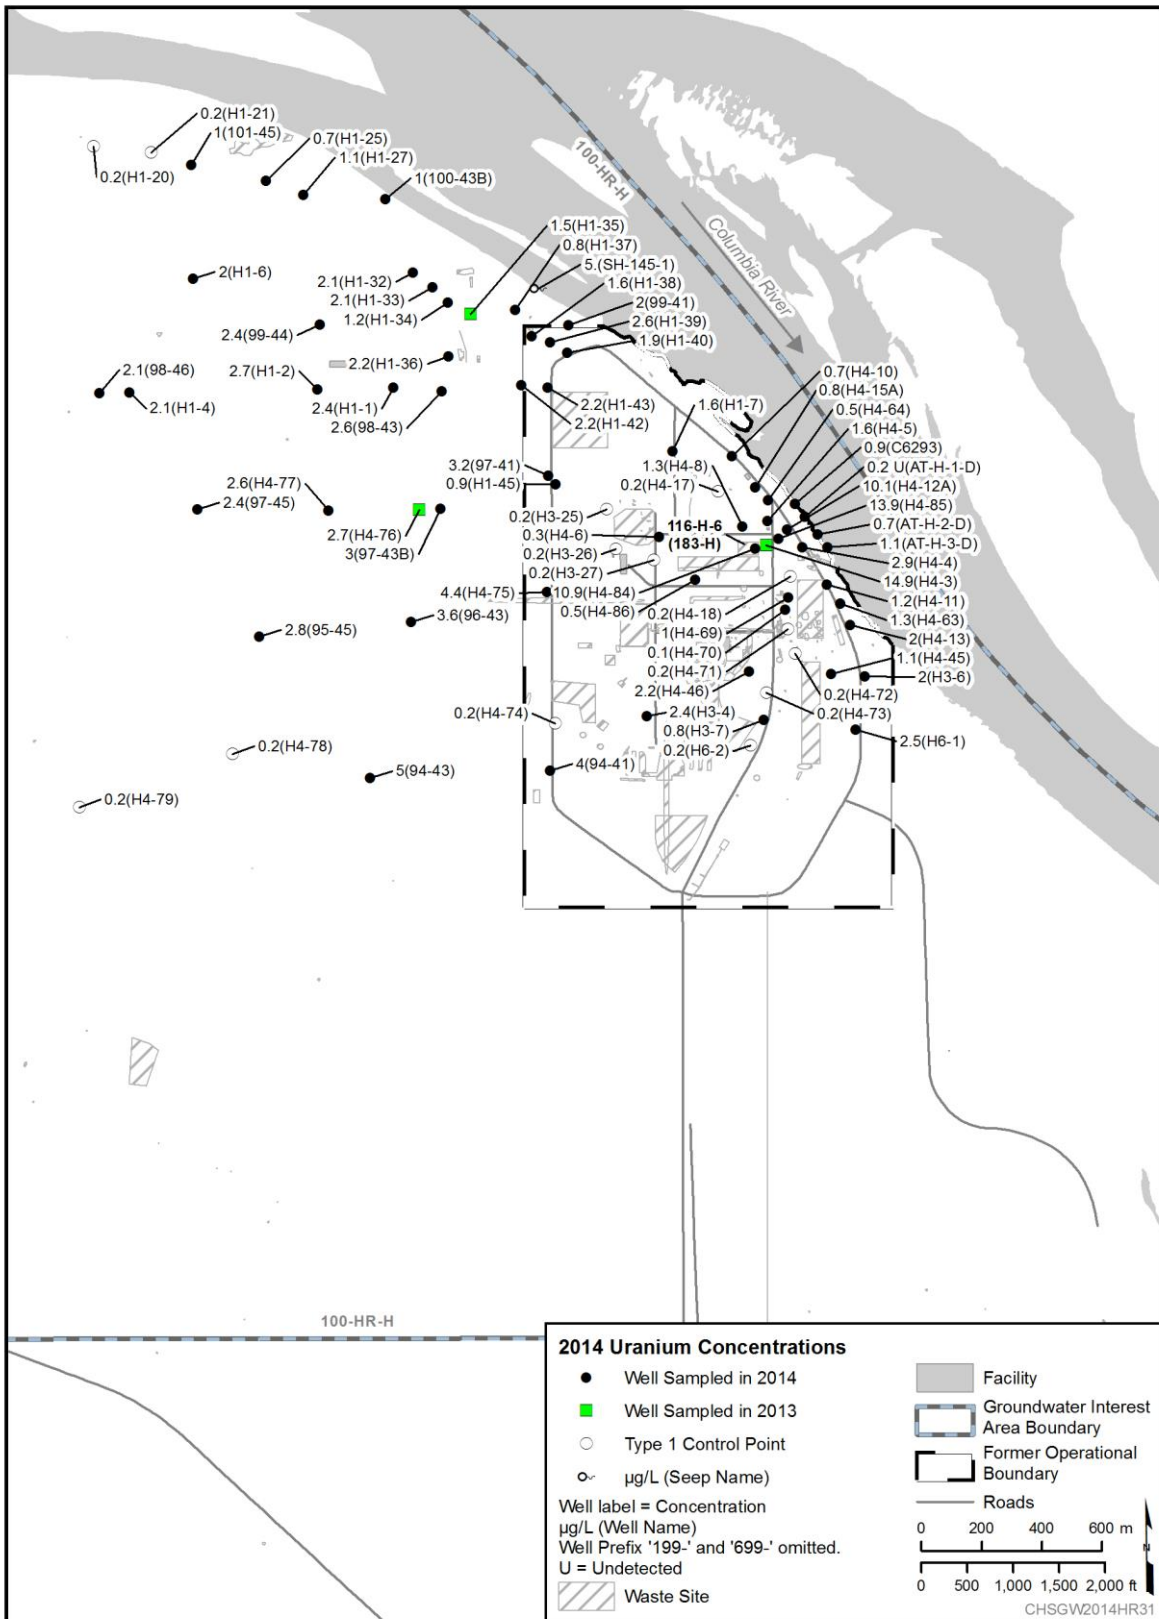 0.2(H1-21)
1(101-45)
0.7(H1-25)
1.1(H1-27)
0.2(H1-20)
1(100-43B)
100-HR-H
Columbia River
1.5(H1-35)
0.8(H1-37)
5.(SH-145-1)
1.6(H1-38)
2(H1-6)
2.1(H1-32)
2.1(H1-33)
1.2(H1-34)
2(99-41)
2.6(H1-39)
1.9(H1-40)
2.4(99-44)
2.2(H1-36)
2.1(98-46)
2.7(H1-2)
2.1(H1-4)
2.4(H1-1)
2.6(98-43)
2.2(H1-43)
2.2(H1-42)
1.6(H1-7)
0.7(H4-10)
0.8(H4-15A)
0.5(H4-64)
1.6(H4-5)
0.9(C6293)
0.2 U(AT-H-1-D)
10.1(H4-12A)
13.9(H4-85)
0.7(AT-H-2-D)
1.1(AT-H-3-D)
2.9(H4-4)
14.9(H4-3)
1.2(H4-11)
1.3(H4-63)
2(H4-13)
1.1(H4-45)
2(H3-6)
3.2(97-41)
0.9(H1-45)
1.3(H4-8)
0.2(H4-17)
2.6(H4-77)
2.4(97-45)
2.7(H4-76)
3(97-43B)
0.2(H3-25)
0.3(H4-6)
0.2(H3-26)
0.2(H3-27)
116-H-6
(183-H)
4.4(H4-75)
10.9(H4-84)
0.5(H4-86)
0.2(H4-18)
1(H4-69)
0.1(H4-70)
0.2(H4-71)
2.2(H4-46)
3.6(96-43)
2.8(95-45)
0.2(H4-72)
0.2(H4-73)
0.2(H4-74)
2.4(H3-4)
0.8(H3-7)
0.2(H6-2)
2.5(H6-1)
0.2(H4-78)
5(94-43)
4(94-41)
0.2(H4-79)
100-HR-H
2014 Uranium Concentrations
Well Sampled in 2014
Well Sampled in 2013
Type 1 Control Point
µg/L (Seep Name)
Well label = Concentration
µg/L (Well Name)
Well Prefix '199-' and '699-' omitted.
U = Undetected
Waste Site
Facility
Groundwater Interest
Area Boundary
Former Operational
Boundary
Roads
0 200 400 600 m
0 500 1,000 1,500 2,000 ft
N
CHSGW2014HR31